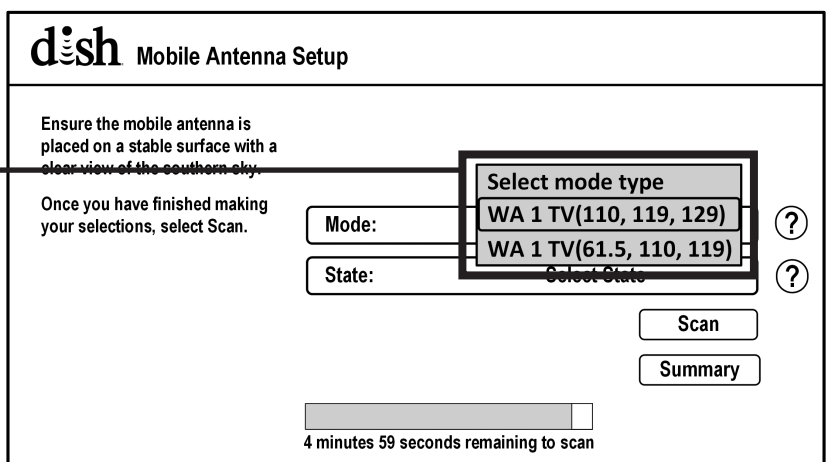 dish Mobile Antenna Setup
Ensure the mobile antenna is
placed on a stable surface with a
clear view of the southern sky.
Once you have finished making
your selections, select Scan.
Select mode type
WA 1 TV(110, 119, 129)
WA 1 TV(61.5, 110, 119)
Mode:
?
State:
Select State
?
Scan
Summary
4 minutes 59 seconds remaining to scan